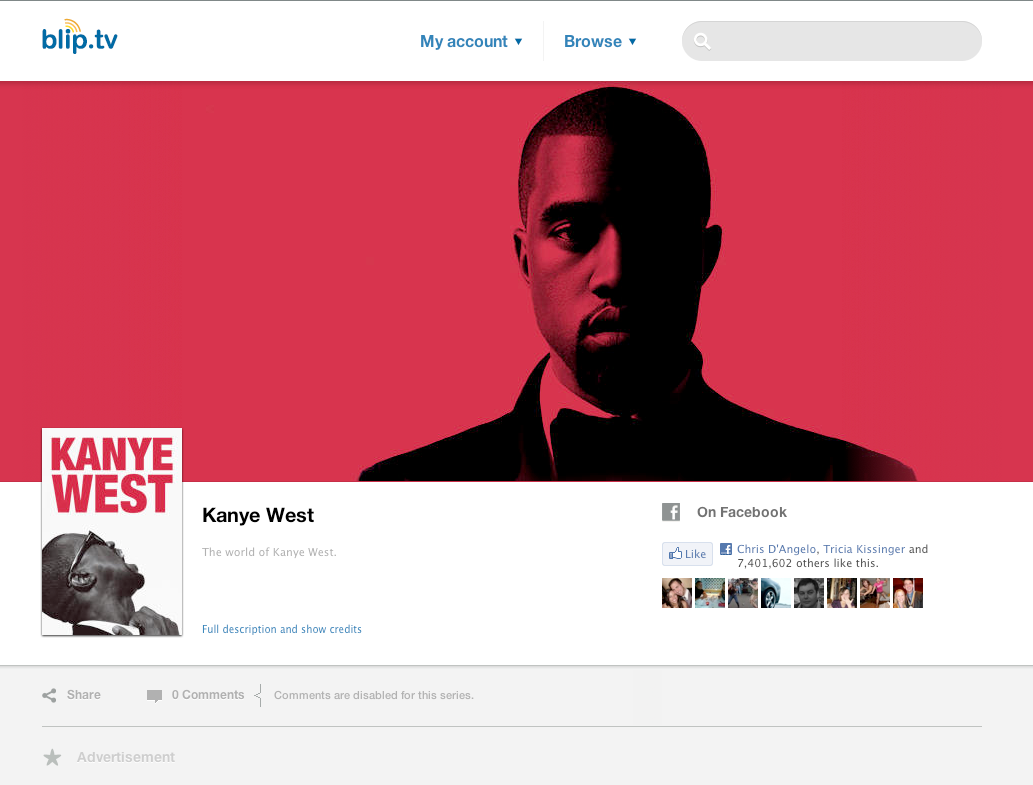 blip.tv
My account
Browse
KANYE
WEST
Kanye West
The world of Kanye West.
Full description and show credits
On Facebook
Like
Chris D'Angelo, Tricia Kissinger and
7,401,602 others like this.
Share
0 Comments
Comments are disabled for this series.
Advertisement